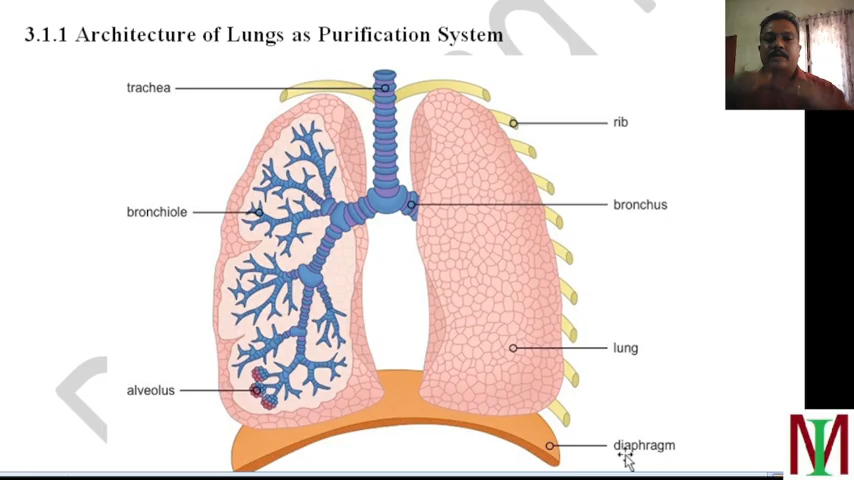 3.1.1 Architecture of Lungs as Purification System
trachea
rib
bronchiole
bronchus
lung
alveolus
diaphragm